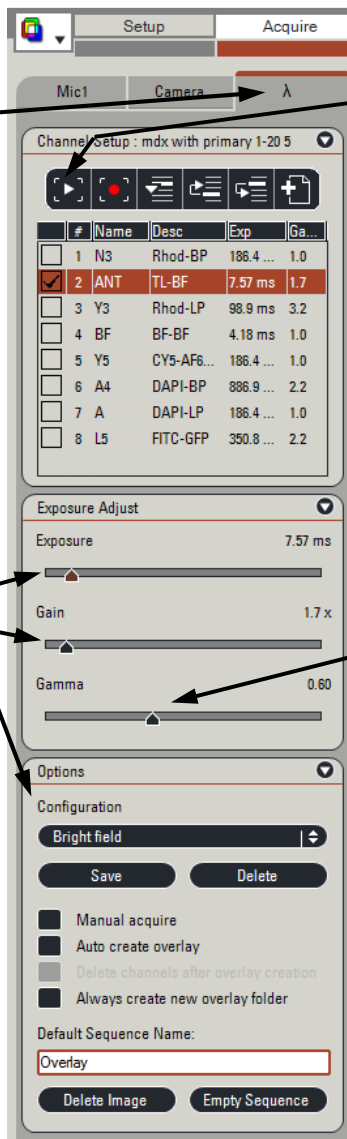 Setup Acquire
Mic1 Camera λ
Channel Setup : mdx with primary 1-20 5
# Name Desc Exp Ga...
1 N3 Rhod-BP 186.4 ... 1.0
2 ANT TL-BF 7.57 ms 1.7
3 Y3 Rhod-LP 98.9 ms 3.2
4 BF BF-BF 4.18 ms 1.0
5 Y5 CY5-AF6... 186.4 ... 1.0
6 A4 DAPI-BP 886.9 ... 2.2
7 A DAPI-LP 186.4 ... 1.0
8 L5 FITC-GFP 350.8 ... 2.2
Exposure Adjust
Exposure 7.57 ms
Gain 1.7 x
Gamma 0.60
Options
Configuration
Bright field
Save Delete
Manual acquire
Auto create overlay
Delete channels after overlay creation
Always create new overlay folder
Default Sequence Name:
Overlay
Delete Image Empty Sequence